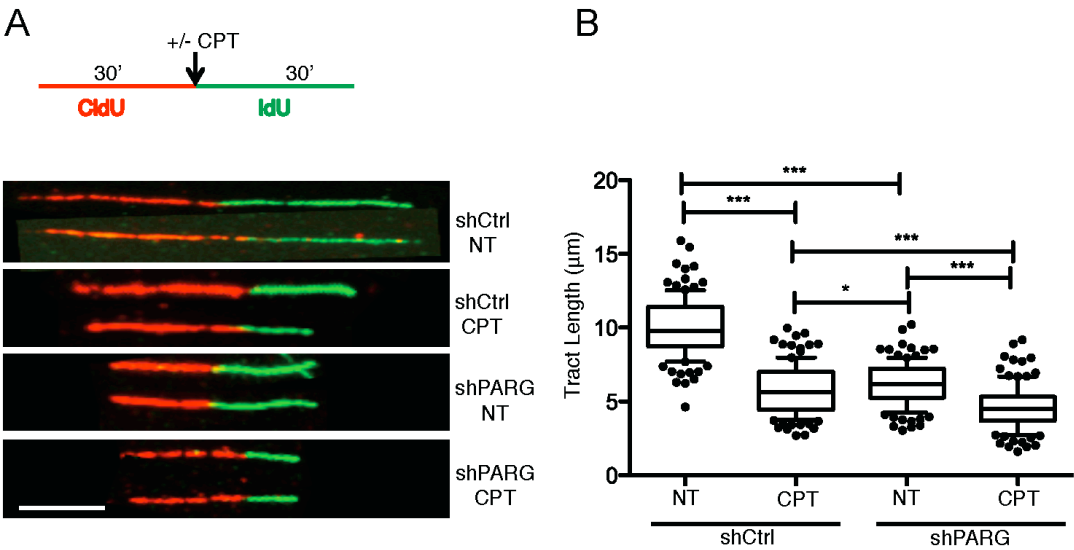 A
+/- CPT
30’ 30’
CldU IdU
shCtrl
NT
shCtrl
CPT
shPARG
NT
shPARG
CPT
B
Tract Length (µm)
20
15
10
5
0
***
***
***
***
*
NT CPT NT CPT
shCtrl shPARG